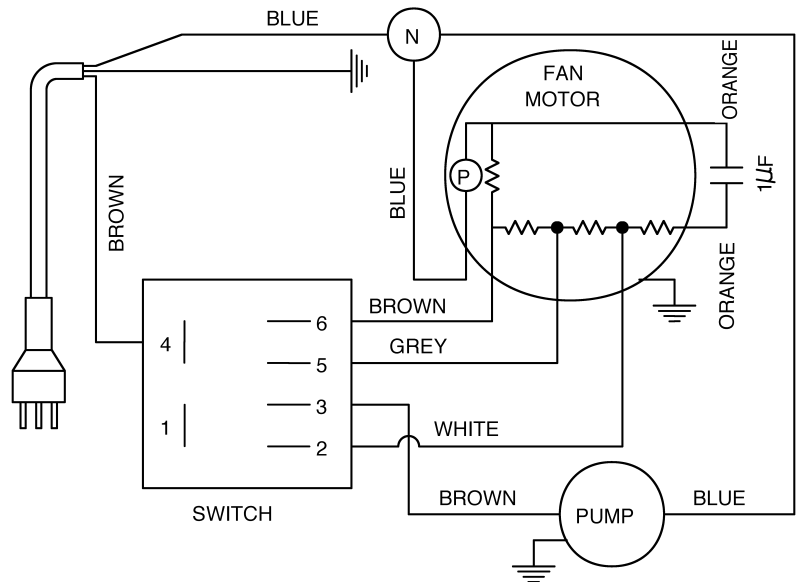 BLUE
N
FAN
MOTOR
ORANGE
P
1µF
BLUE
BROWN
ORANGE
BROWN
6
4
GREY
5
3
1
WHITE
2
BROWN
BLUE
PUMP
SWITCH